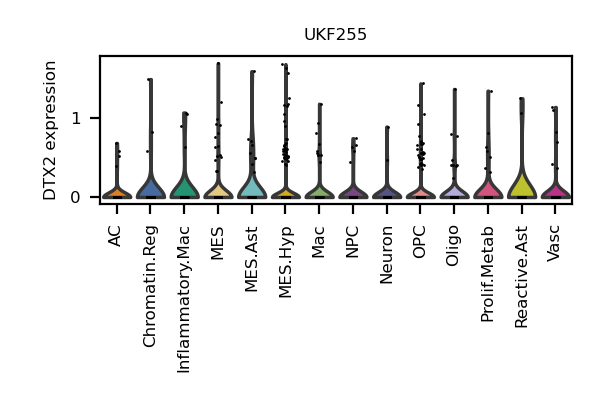 UKF255
DTX2 expression
1
0
AC
Chromatin.Reg
Inflammatory.Mac
MES
MES.Ast
MES.Hyp
Mac
NPC
Neuron
OPC
Oligo
Prolif.Metab
Reactive.Ast
Vasc